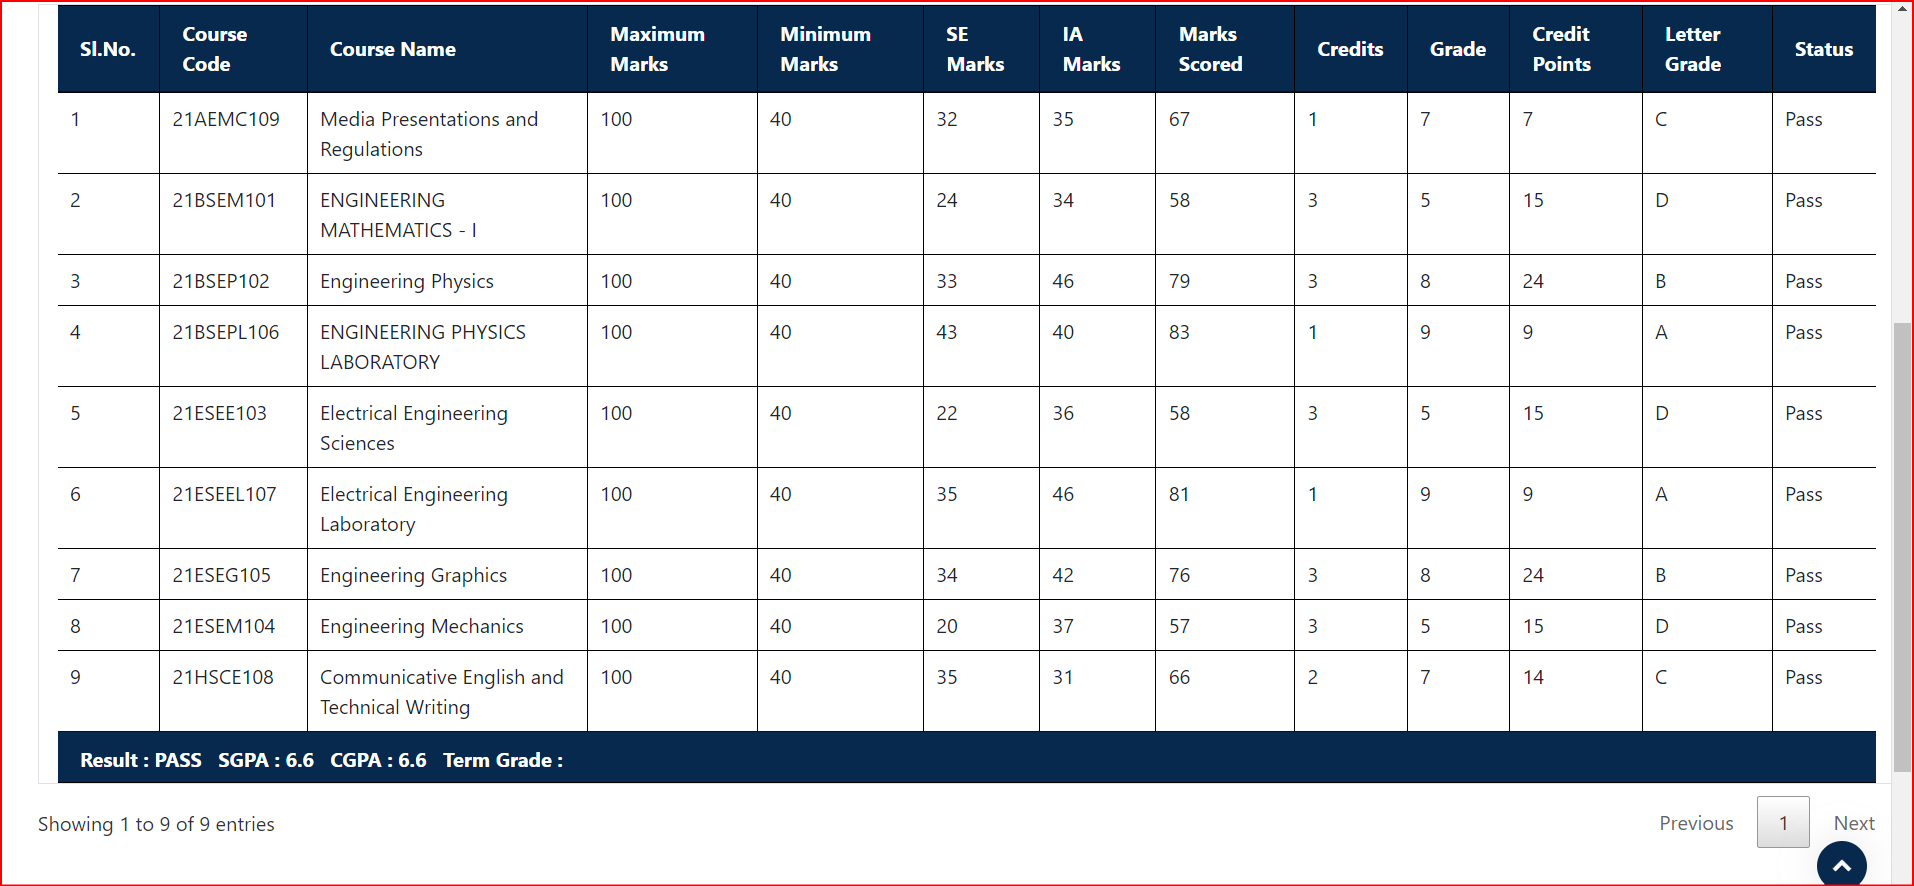 Sl.No. Course Code Course Name Maximum Marks Minimum Marks SE Marks IA Marks Marks Scored Credits Grade Credit Points Letter Grade Status
1 21AEMC109 Media Presentations and Regulations 100 40 32 35 67 1 7 7 C Pass
2 21BSEM101 ENGINEERING MATHEMATICS - I 100 40 24 34 58 3 5 15 D Pass
3 21BSEP102 Engineering Physics 100 40 33 46 79 3 8 24 B Pass
4 21BSEPL106 ENGINEERING PHYSICS LABORATORY 100 40 43 40 83 1 9 9 A Pass
5 21ESEE103 Electrical Engineering Sciences 100 40 22 36 58 3 5 15 D Pass
6 21ESEEL107 Electrical Engineering Laboratory 100 40 35 46 81 1 9 9 A Pass
7 21ESEG105 Engineering Graphics 100 40 34 42 76 3 8 24 B Pass
8 21ESEM104 Engineering Mechanics 100 40 20 37 57 3 5 15 D Pass
9 21HSCE108 Communicative English and Technical Writing 100 40 35 31 66 2 7 14 C Pass
Result : PASS SGPA : 6.6 CGPA : 6.6 Term Grade :
Showing 1 to 9 of 9 entries
Previous 1 Next